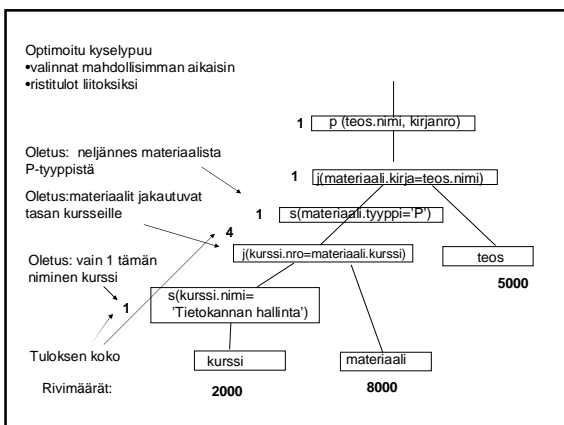 Optimoitu kyselypuu
•valinnat mahdollisimman aikaisin
•ristitulot liitoksiksi
1
p (teos.nimi, kirjanro)
Oletus: neljännes materiaalista
P-tyyppistä
1
j(materiaali.kirja=teos.nimi)
Oletus:materiaalit jakautuvat
tasan kursseille
1
s(materiaali.tyyppi='P')
4
j(kurssi.nro=materiaali.kurssi)
teos
5000
Oletus: vain 1 tämän
niminen kurssi
1
s(kurssi.nimi=
'Tietokannan hallinta')
Tuloksen koko
kurssi
materiaali
Rivimäärät:
2000
8000